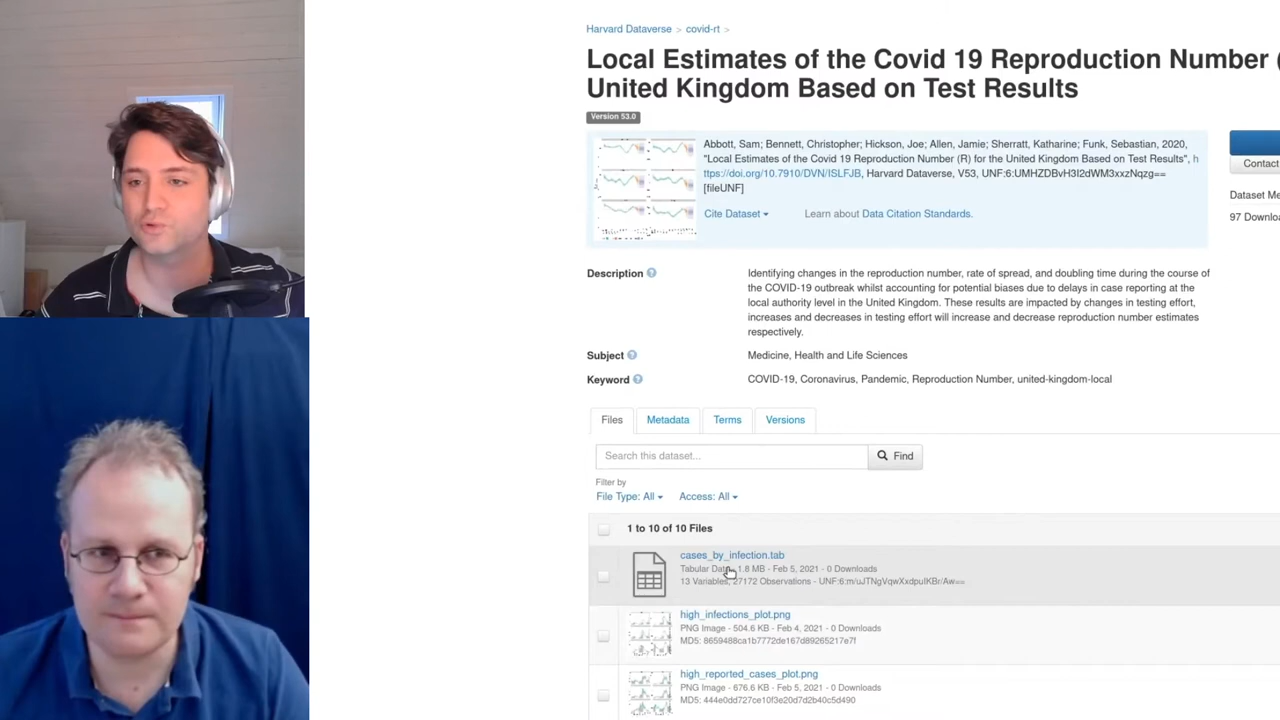 Harvard Dataverse > covid-rt >
Local Estimates of the Covid 19 Reproduction Number (
United Kingdom Based on Test Results
Version 53.0
Abbott, Sam; Bennett, Christopher; Hickson, Joe; Allen, Jamie; Sherratt, Katharine; Funk, Sebastian, 2020,
"Local Estimates of the Covid 19 Reproduction Number (R) for the United Kingdom Based on Test Results", h
ttps://doi.org/10.7910/DVN/ISLFJB, Harvard Dataverse, V53, UNF:6:UMHZDBvH3I2dWM3xxzNqzg==
[fileUNF]
Cite Dataset
Learn about Data Citation Standards.
Contact
Dataset Me
97 Downlo
Description
Identifying changes in the reproduction number, rate of spread, and doubling time during the course of
the COVID-19 outbreak whilst accounting for potential biases due to delays in case reporting at the
local authority level in the United Kingdom. These results are impacted by changes in testing effort,
increases and decreases in testing effort will increase and decrease reproduction number estimates
respectively.
Subject
Medicine, Health and Life Sciences
Keyword
COVID-19, Coronavirus, Pandemic, Reproduction Number, united-kingdom-local
Files Metadata Terms Versions
Search this dataset...
Find
Filter by
File Type: All Access: All
1 to 10 of 10 Files
cases_by_infection.tab
Tabular 1.8 MB - Feb 5, 2021 - 0 Downloads
13 Variables, 27172 Observations - UNF:6:m/uJTNgVqwXxdpuIKBr/Aw==
high_infections_plot.png
PNG Image - 504.6 KB - Feb 4, 2021 - 0 Downloads
MD5: 8659488ca1b7772de167d89265217e7f
high_reported_cases_plot.png
PNG Image - 676.6 KB - Feb 5, 2021 - 0 Downloads
MD5: 444e0dd727ce10f3e20d7d2b40c5d490